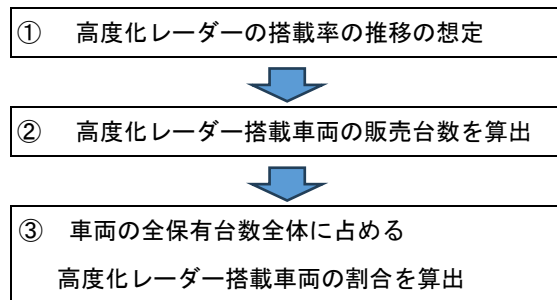 ① 高度化レーダーの搭載率の推移の想定
② 高度化レーダー搭載車両の販売台数を算出
③ 車両の全保有台数全体に占める
高度化レーダー搭載車両の割合を算出